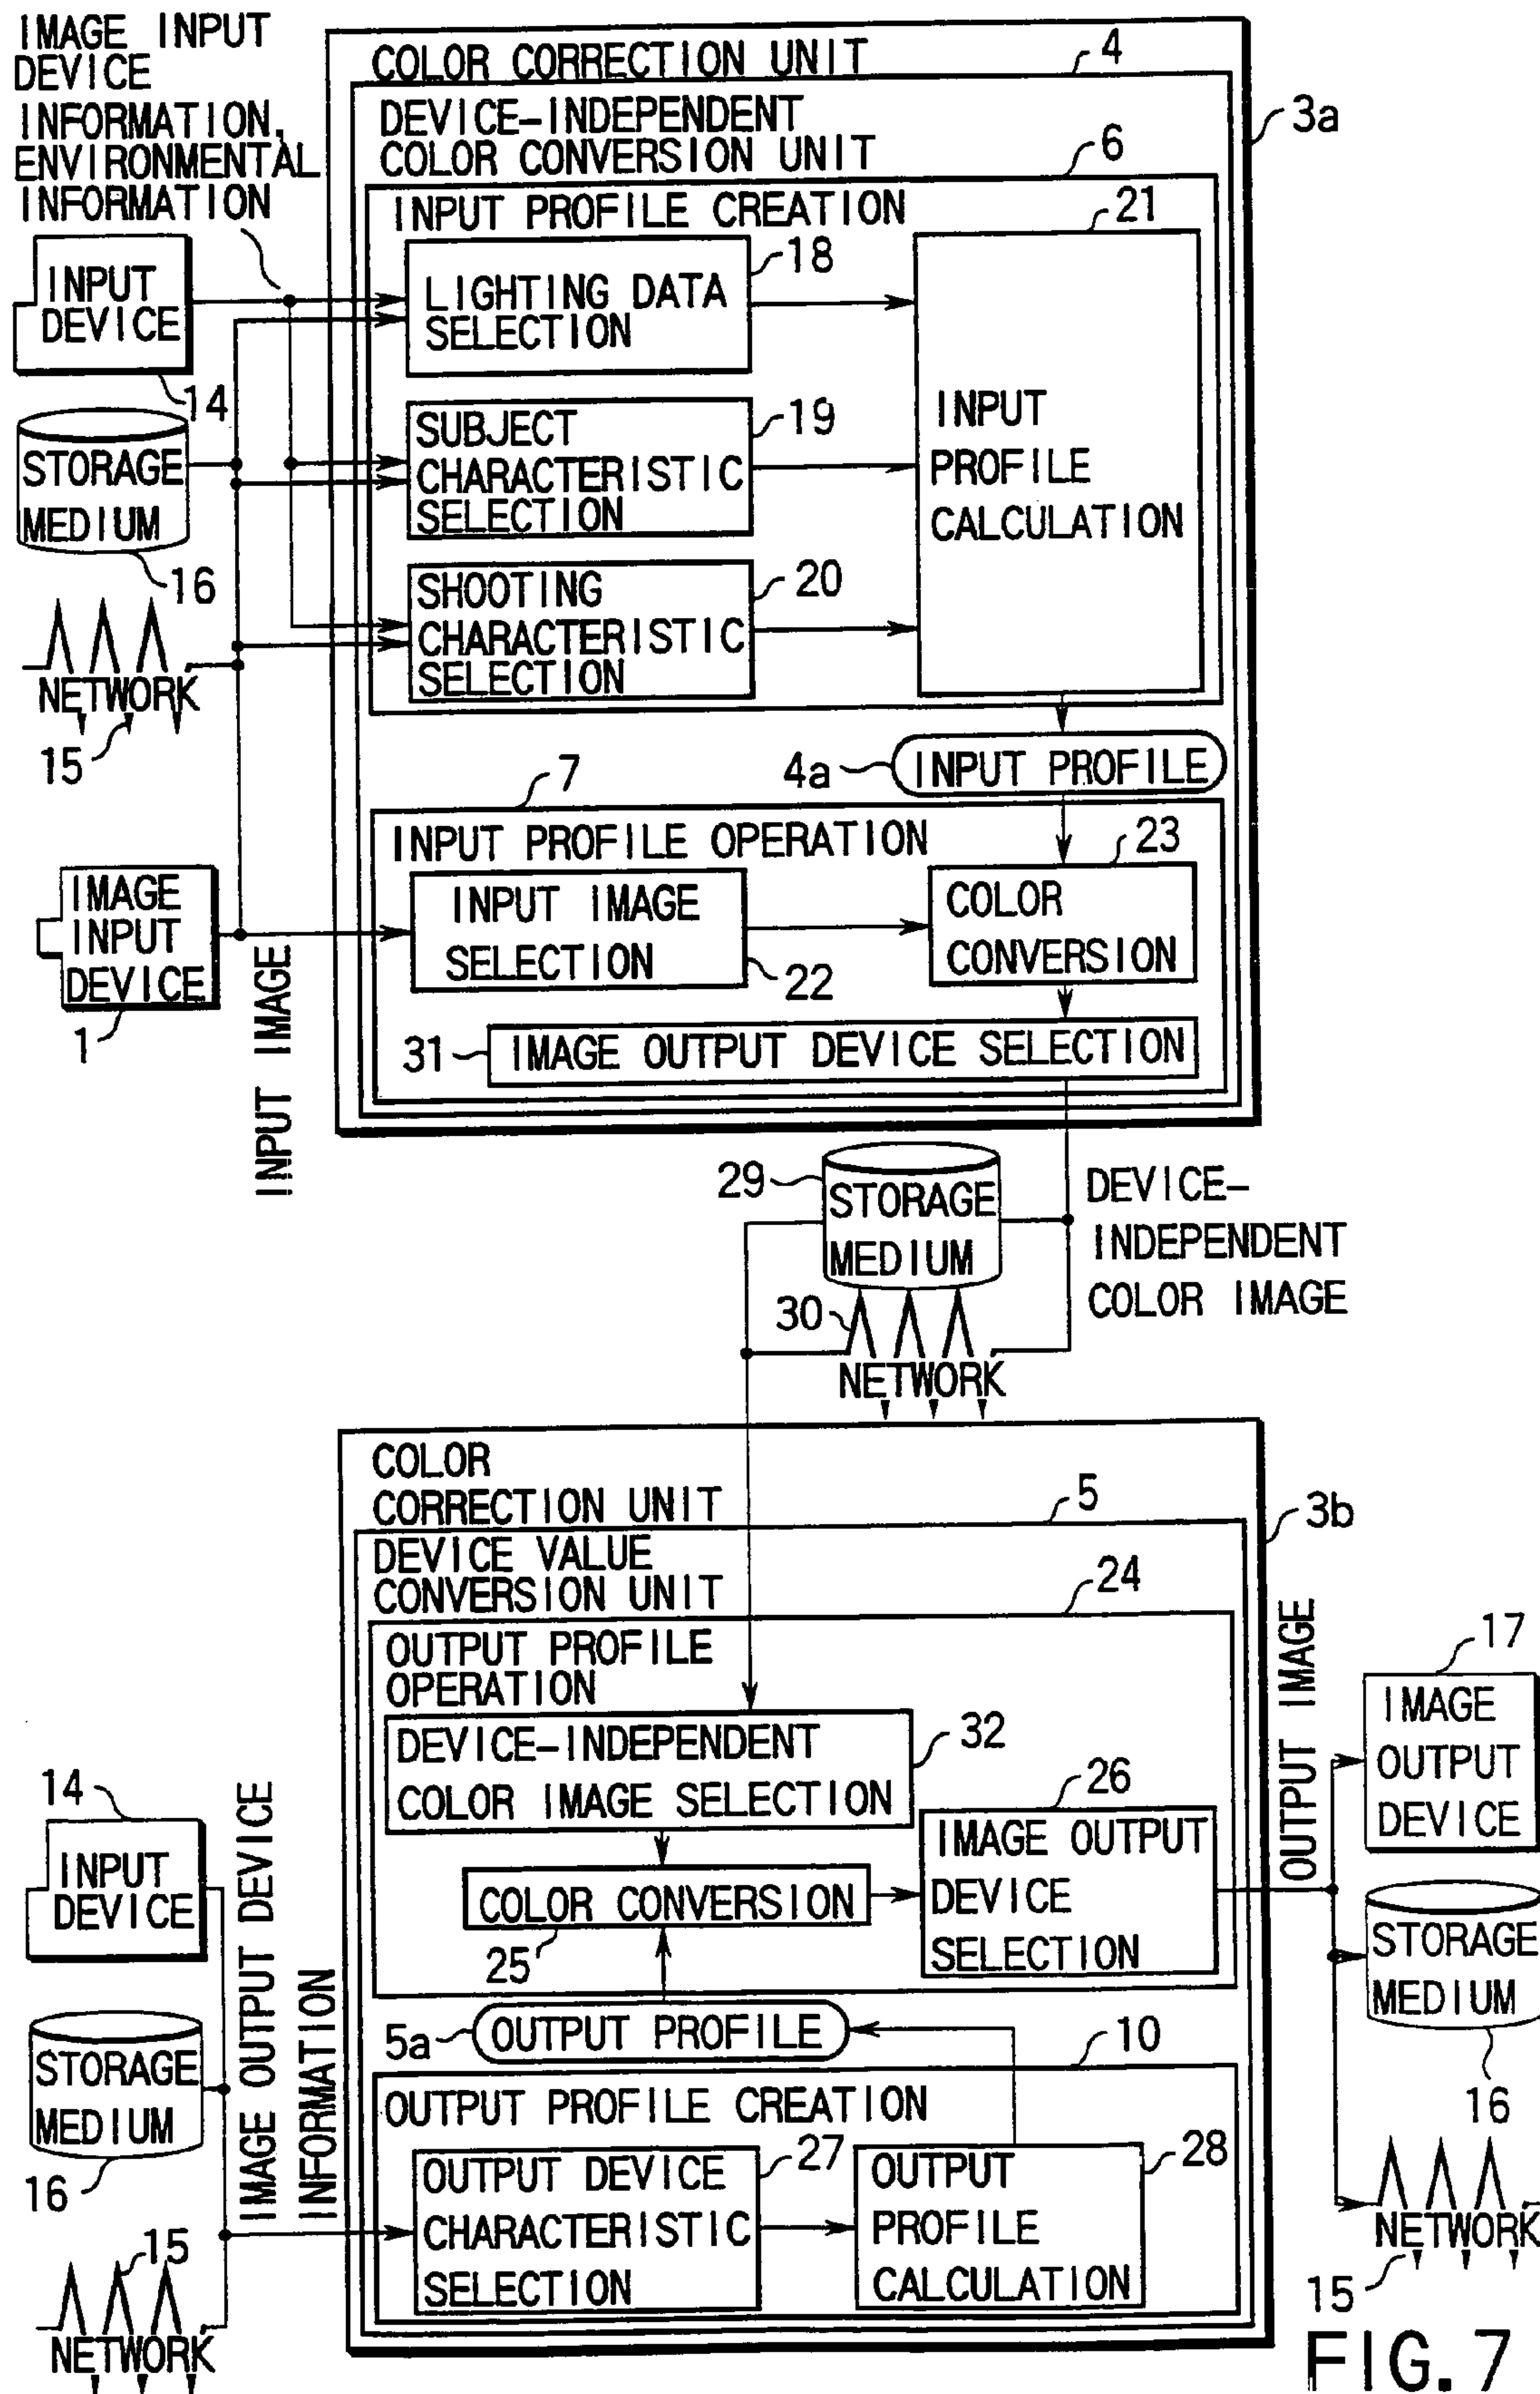 IMAGE INPUT
DEVICE
INFORMATION,
ENVIRONMENTAL
INFORMATION
COLOR CORRECTION UNIT
4
3a
DEVICE-INDEPENDENT
COLOR CONVERSION UNIT
6
INPUT PROFILE CREATION
21
INPUT
DEVICE
14
LIGHTING DATA
SELECTION
18
STORAGE
MEDIUM
16
SUBJECT
CHARACTERISTIC
SELECTION
19
INPUT
PROFILE
CALCULATION
NETWORK
15
SHOOTING
CHARACTERISTIC
SELECTION
20
4a
INPUT PROFILE
7
INPUT PROFILE OPERATION
23
IMAGE
INPUT
DEVICE
1
INPUT IMAGE
INPUT IMAGE
SELECTION
22
COLOR
CONVERSION
31
IMAGE OUTPUT DEVICE SELECTION
29
STORAGE
MEDIUM
DEVICE-
INDEPENDENT
COLOR IMAGE
30
NETWORK
COLOR
CORRECTION UNIT
5
3b
DEVICE VALUE
CONVERSION UNIT
24
OUTPUT PROFILE
OPERATION
DEVICE-INDEPENDENT
COLOR IMAGE SELECTION
32
26
IMAGE OUTPUT
DEVICE
SELECTION
COLOR CONVERSION
25
OUTPUT IMAGE
17
IMAGE
OUTPUT
DEVICE
STORAGE
MEDIUM
16
NETWORK
15
14
INPUT
DEVICE
STORAGE
MEDIUM
16
15
NETWORK
IMAGE OUTPUT DEVICE
INFORMATION
5a
OUTPUT PROFILE
10
OUTPUT PROFILE CREATION
OUTPUT DEVICE
CHARACTERISTIC
SELECTION
27
OUTPUT
PROFILE
CALCULATION
28
FIG. 7